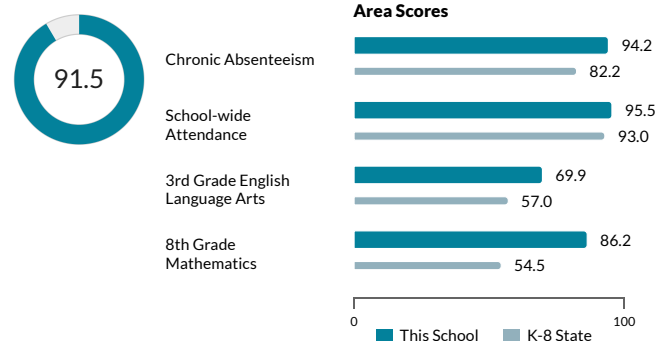 Area Scores
91.5
Chronic Absenteeism
94.2
82.2
School-wide
Attendance
95.5
93.0
3rd Grade English
Language Arts
69.9
57.0
8th Grade
Mathematics
86.2
54.5
0 100
This School K-8 State